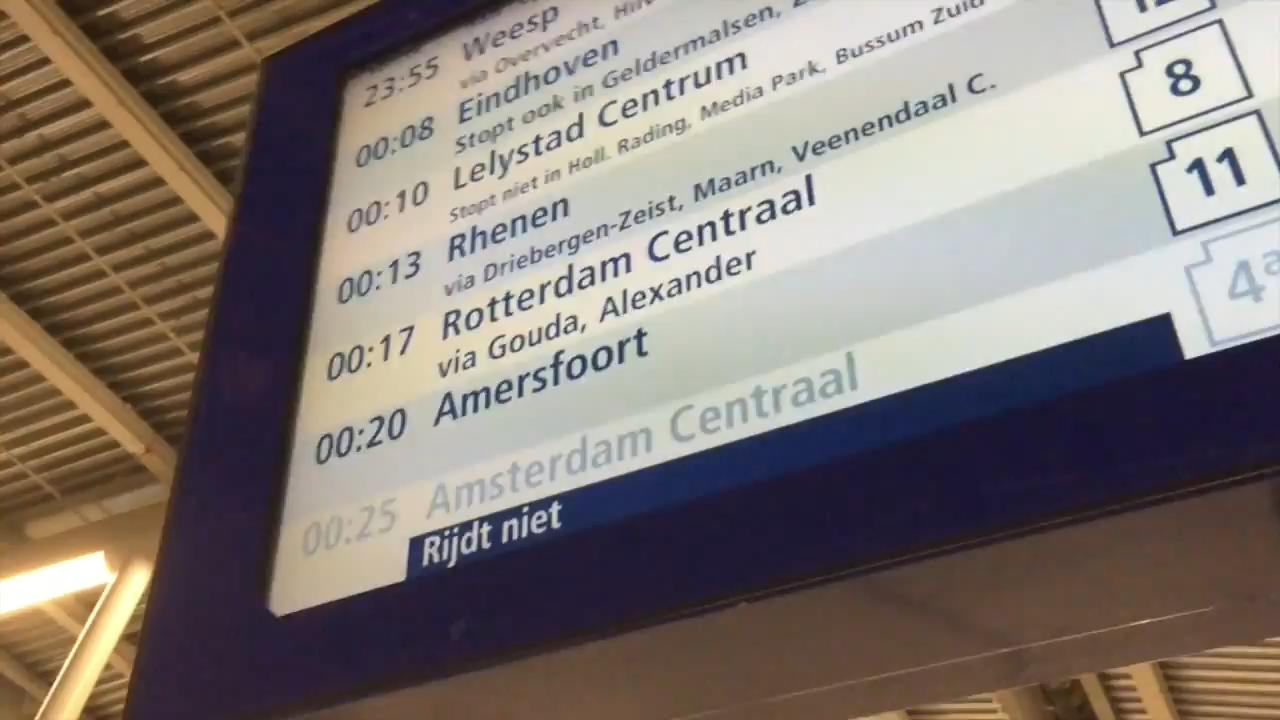 Weesp
23:55
via Overvecht,
Eindhoven
00:08
Stopt ook in Geldermalsen,
12
Lelystad Centrum
00:10
Stopt niet in Holl. Rading, Media Park, Bussum Zuid
8
Rhenen
00:13
via Driebergen-Zeist, Maarn, Veenendaal C.
11
Rotterdam Centraal
00:17
via Gouda, Alexander
4a
Amersfoort
00:20
Amsterdam Centraal
00:25
Rijdt niet